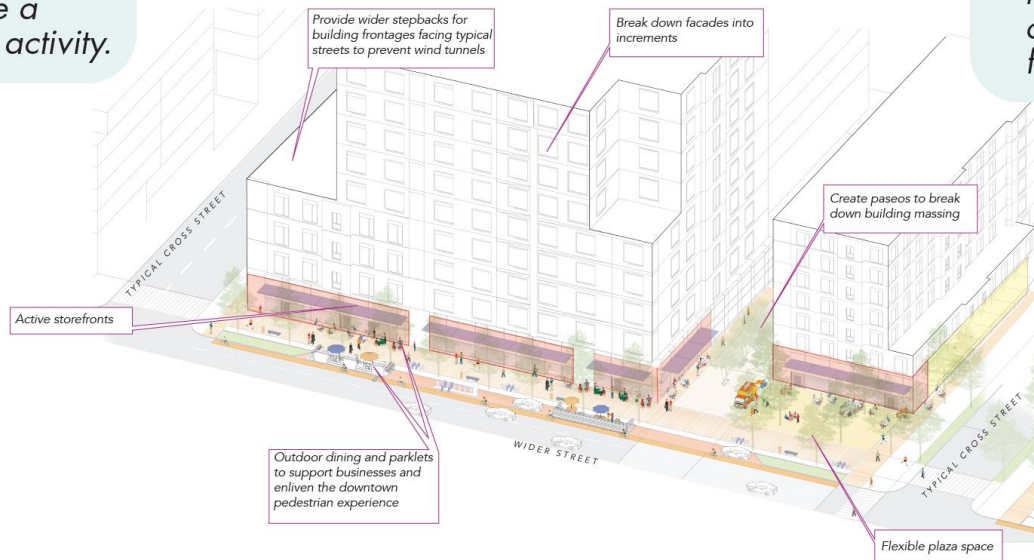 e a
activity.
Provide wider stepbacks for
building frontages facing typical
streets to prevent wind tunnels
Break down facades into
increments
f
Create paseos to break
down building massing
TYPICAL CROSS STREET
Active storefronts
Outdoor dining and parklets
to support businesses and
enliven the downtown
pedestrian experience
WIDER STREET
TYPICAL CROSS STREET
Flexible plaza space